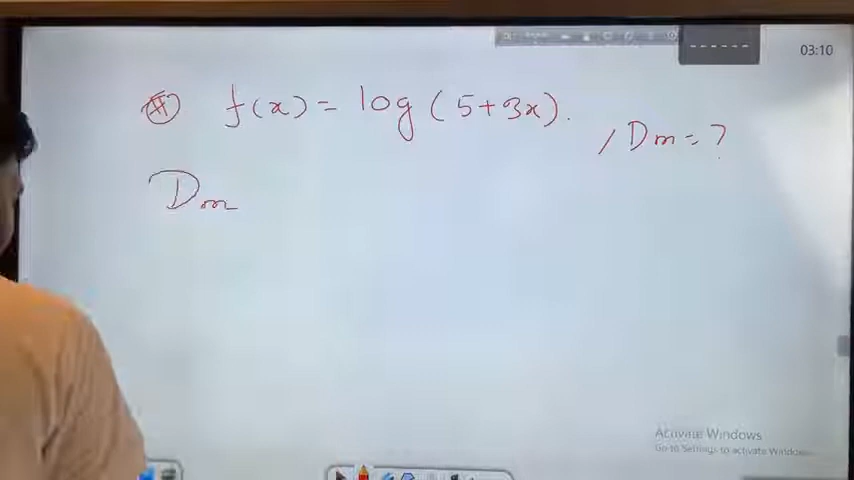 03:10
# f(x) = log(5+3x).
/ Dm = ?
Dm
Activate Windows
Go to Settings to activate Windows.